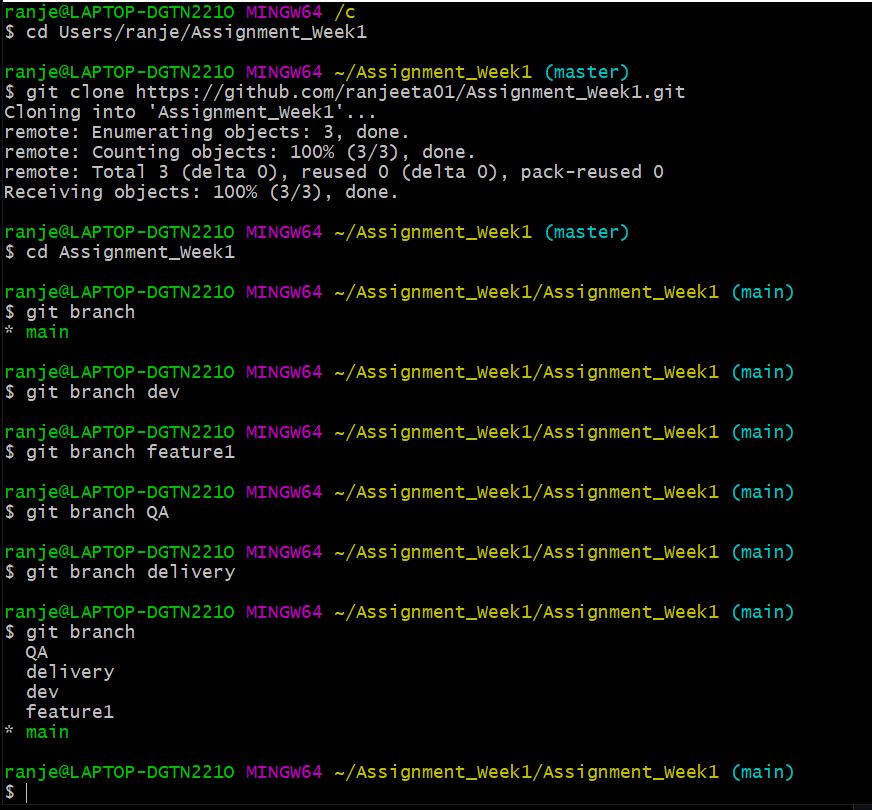 ranje@LAPTOP-DGTN221O MINGW64 /c
$ cd Users/ranje/Assignment_Week1
ranje@LAPTOP-DGTN221O MINGW64 ~/Assignment_Week1 (master)
$ git clone https://github.com/ranjeeta01/Assignment_Week1.git
Cloning into 'Assignment_Week1'...
remote: Enumerating objects: 3, done.
remote: Counting objects: 100% (3/3), done.
remote: Total 3 (delta 0), reused 0 (delta 0), pack-reused 0
Receiving objects: 100% (3/3), done.
ranje@LAPTOP-DGTN221O MINGW64 ~/Assignment_Week1 (master)
$ cd Assignment_Week1
ranje@LAPTOP-DGTN221O MINGW64 ~/Assignment_Week1/Assignment_Week1 (main)
$ git branch
* main
ranje@LAPTOP-DGTN221O MINGW64 ~/Assignment_Week1/Assignment_Week1 (main)
$ git branch dev
ranje@LAPTOP-DGTN221O MINGW64 ~/Assignment_Week1/Assignment_Week1 (main)
$ git branch feature1
ranje@LAPTOP-DGTN221O MINGW64 ~/Assignment_Week1/Assignment_Week1 (main)
$ git branch QA
ranje@LAPTOP-DGTN221O MINGW64 ~/Assignment_Week1/Assignment_Week1 (main)
$ git branch delivery
ranje@LAPTOP-DGTN221O MINGW64 ~/Assignment_Week1/Assignment_Week1 (main)
$ git branch
QA
delivery
dev
feature1
* main
ranje@LAPTOP-DGTN221O MINGW64 ~/Assignment_Week1/Assignment_Week1 (main)
$